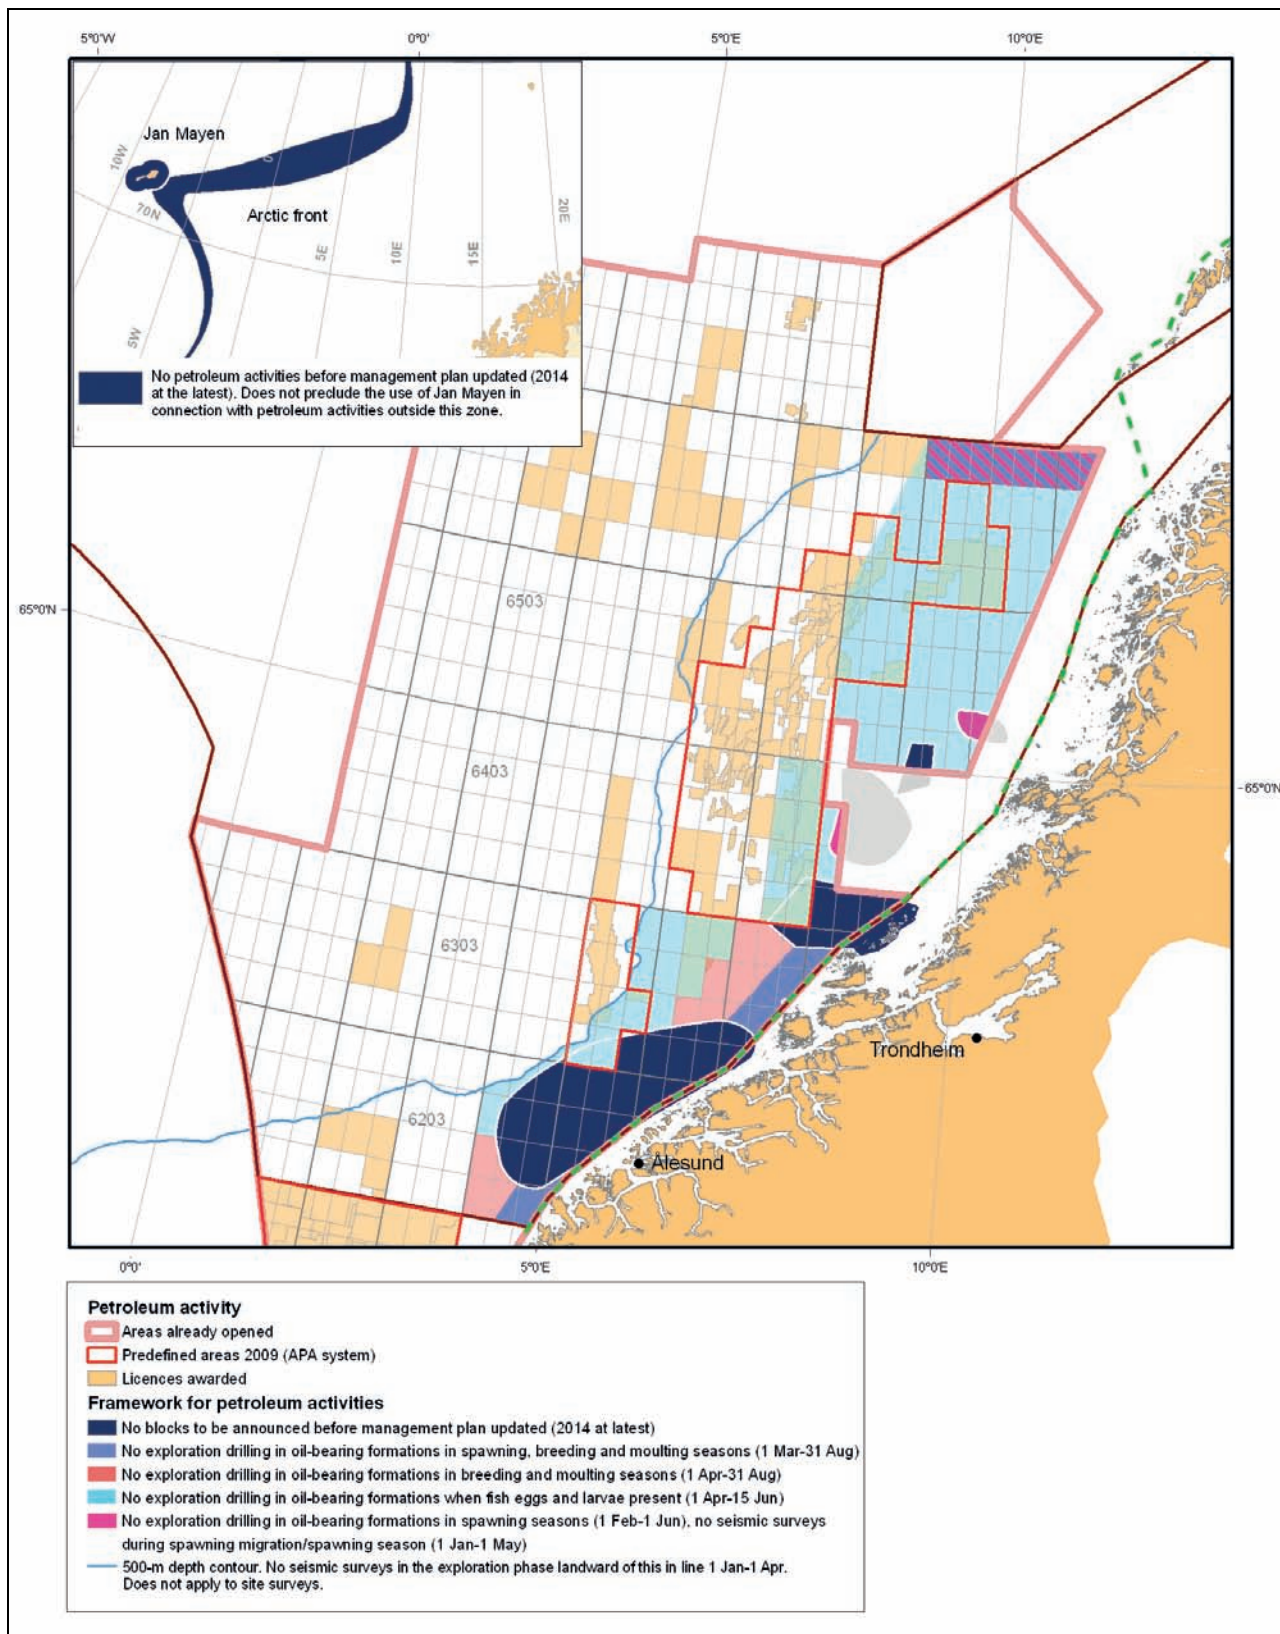 5°0'W 0°0' 5°0'E 10°0'E
Jan Mayen
10W
0
70N
Arctic front
20E
5E
10E
15E
5W
No petroleum activities before management plan updated (2014
at the latest). Does not preclude the use of Jan Mayen in
connection with petroleum activities outside this zone.
65°0'N
6503
6403
65°0'N
6303
Trondheim
6203
Ålesund
0°0' 5°0'E 10°0'E
Petroleum activity
Areas already opened
Predefined areas 2009 (APA system)
Licences awarded
Framework for petroleum activities
No blocks to be announced before management plan updated (2014 at latest)
No exploration drilling in oil-bearing formations in spawning, breeding and moulting seasons (1 Mar-31 Aug)
No exploration drilling in oil-bearing formations in breeding and moulting seasons (1 Apr-31 Aug)
No exploration drilling in oil-bearing formations when fish eggs and larvae present (1 Apr-15 Jun)
No exploration drilling in oil-bearing formations in spawning seasons (1 Feb-1 Jun), no seismic surveys
during spawning migration/spawning season (1 Jan-1 May)
500-m depth contour. No seismic surveys in the exploration phase landward of this in line 1 Jan-1 Apr.
Does not apply to site surveys.